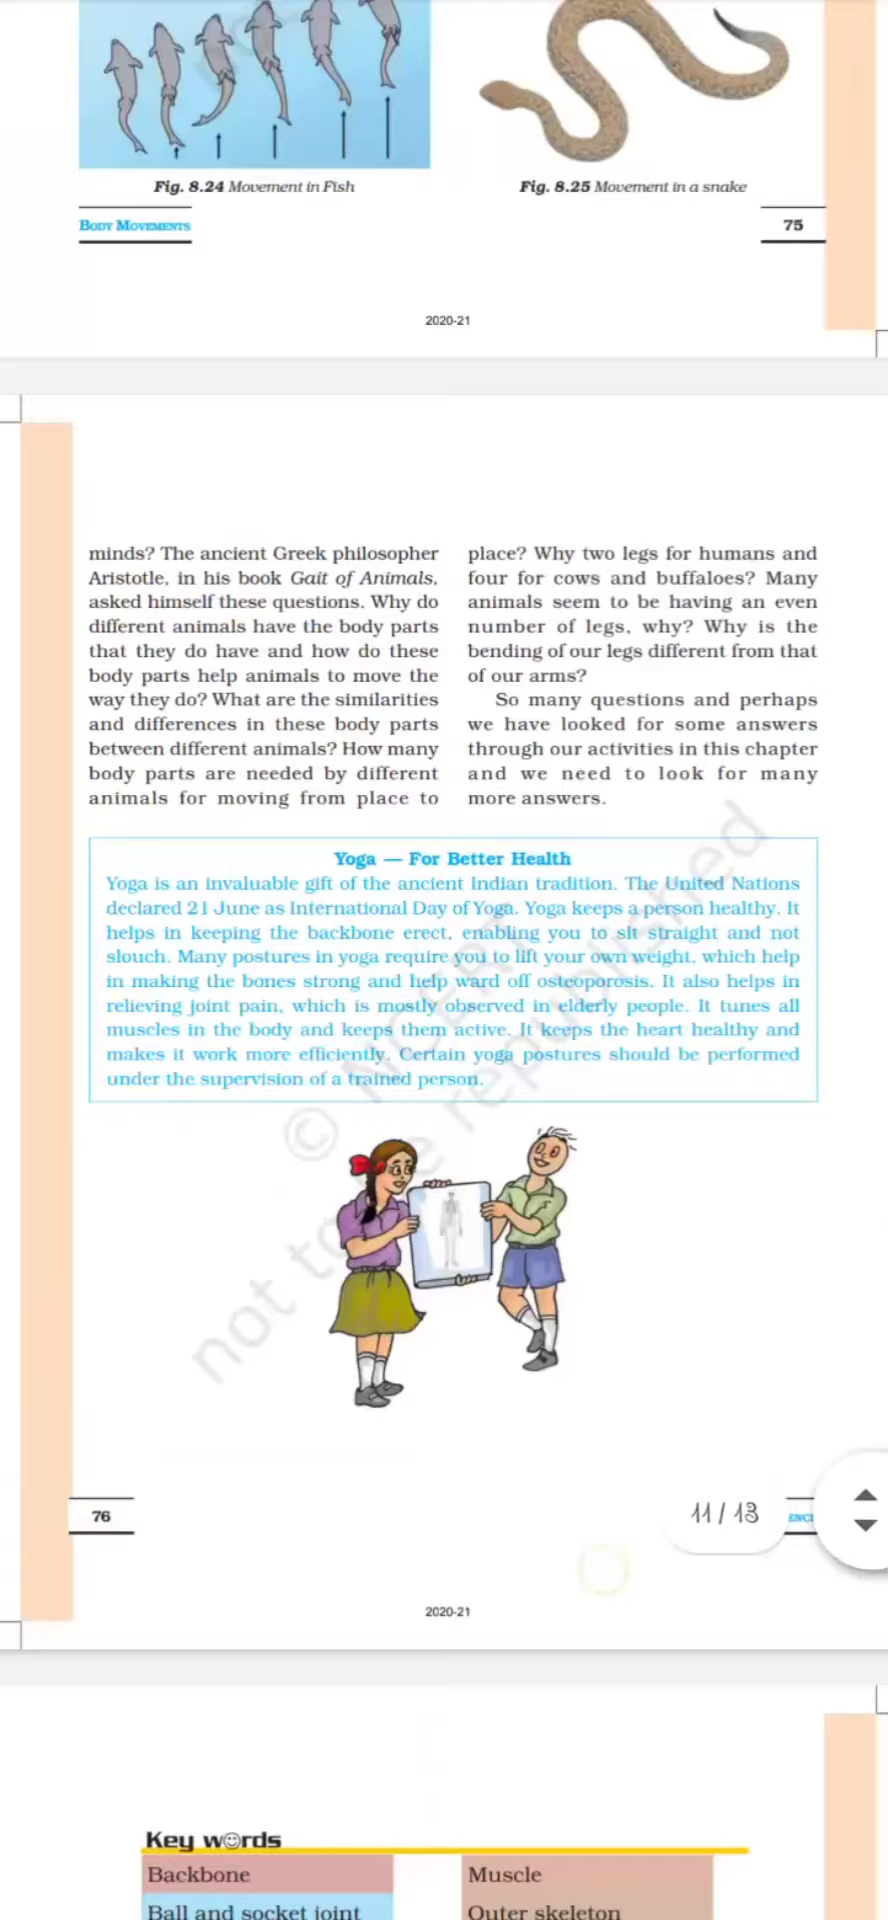 Fig. 8.24 Movement in Fish
Fig. 8.25 Movement in a snake
BODY MOVEMENTS
75
2020-21
minds? The ancient Greek philosopher
Aristotle, in his book Gait of Animals,
asked himself these questions. Why do
different animals have the body parts
that they do have and how do these
body parts help animals to move the
way they do? What are the similarities
and differences in these body parts
between different animals? How many
body parts are needed by different
animals for moving from place to
place? Why two legs for humans and
four for cows and buffaloes? Many
animals seem to be having an even
number of legs, why? Why is the
bending of our legs different from that
of our arms?
So many questions and perhaps
we have looked for some answers
through our activities in this chapter
and we need to look for many
more answers.
Yoga — For Better Health
Yoga is an invaluable gift of the ancient Indian tradition. The United Nations
declared 21 June as International Day of Yoga. Yoga keeps a person healthy. It
helps in keeping the backbone erect, enabling you to sit straight and not
slouch. Many postures in yoga require you to lift your own weight, which help
in making the bones strong and help ward off osteoporosis. It also helps in
relieving joint pain, which is mostly observed in elderly people. It tunes all
muscles in the body and keeps them active. It keeps the heart healthy and
makes it work more efficiently. Certain yoga postures should be performed
under the supervision of a trained person.
© NCERT
not to be republished
76
11 / 13
2020-21
Key words
Backbone
Muscle
Ball and socket joint
Outer skeleton